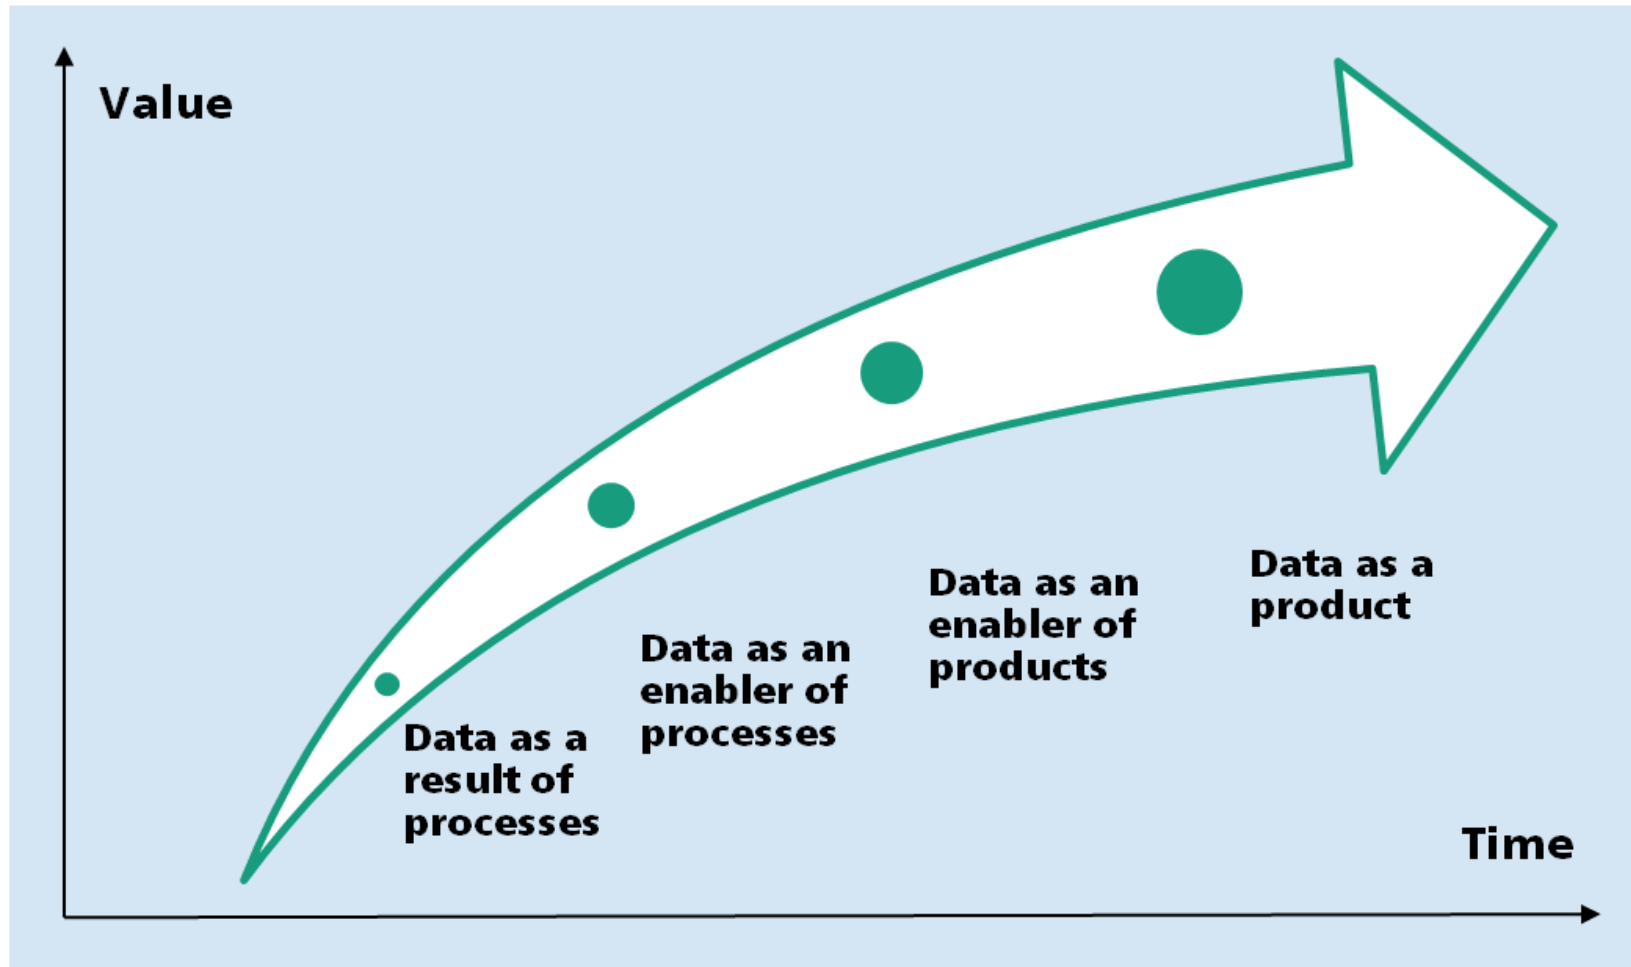 Value
Data as a
result of
processes
Data as an
enabler of
processes
Data as an
enabler of
products
Data as a
product
Time